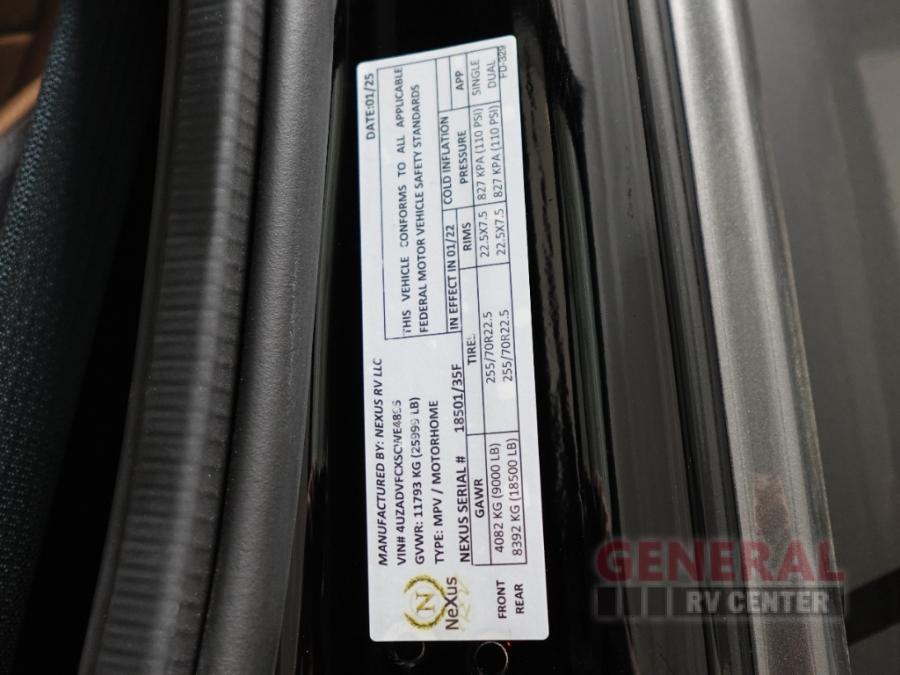 MANUFACTURED BY: NEXUS RV LLC
DATE:01/25
GVWR: 11793 KG (25999 LB)
TYPE: MPV / MOTORHOME
NEXUS SERIAL # 18501/35F
THIS VEHICLE CONFORMS TO ALL APPLICABLE
FEDERAL MOTOR VEHICLE SAFETY STANDARDS
IN EFFECT IN 01/22
GAWR RIMS COLD INFLATION PRESSURE APP
FRONT 4082 KG (9000 LB) 255/70R22.5 22.5X7.5 827 KPA (110 PSI) SINGLE
REAR 8392 KG (18500 LB) 255/70R22.5 22.5X7.5 827 KPA (110 PSI) DUAL
FD-329
N
NeXus
RV
GENERAL
RV CENTER